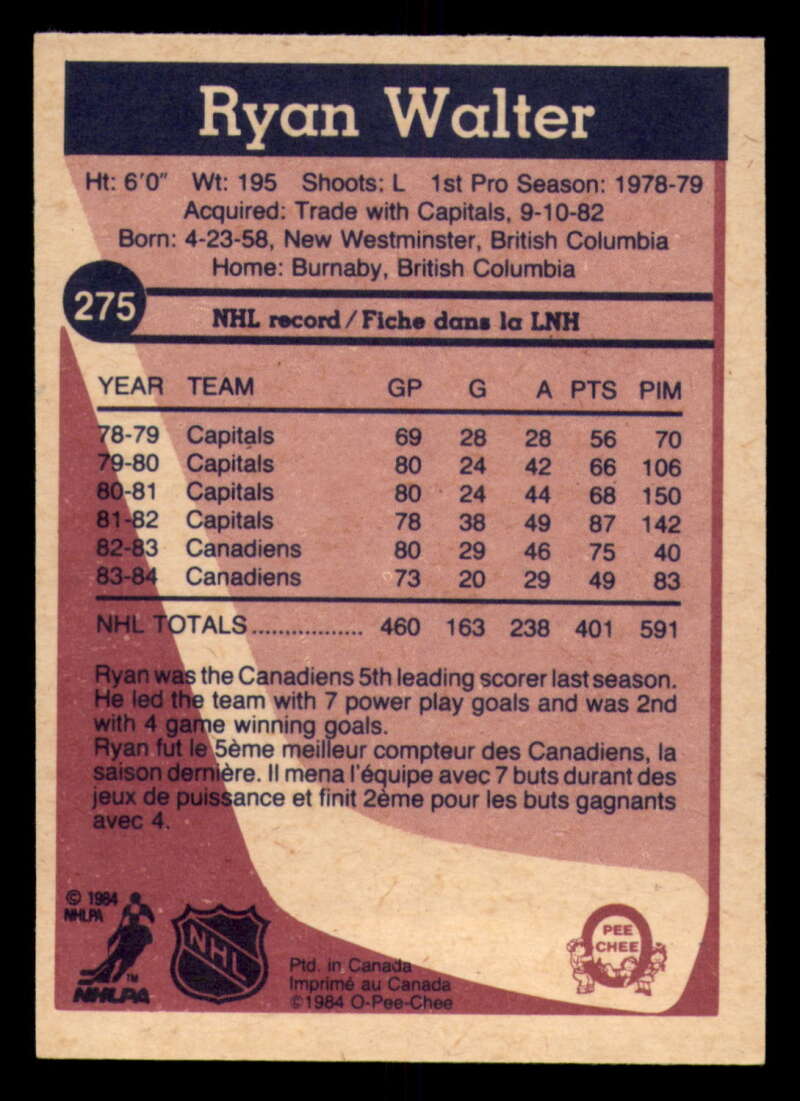 Ryan Walter
Ht: 6'0" Wt: 195 Shoots: L 1st Pro Season: 1978-79
Acquired: Trade with Capitals, 9-10-82
Born: 4-23-58, New Westminster, British Columbia
Home: Burnaby, British Columbia
275
NHL record/Fiche dans la LNH
YEAR TEAM GP G A PTS PIM
78-79 Capitals 69 28 28 56 70
79-80 Capitals 80 24 42 66 106
80-81 Capitals 80 24 44 68 150
81-82 Capitals 78 38 49 87 142
82-83 Canadiens 80 29 46 75 40
83-84 Canadiens 73 20 29 49 83
NHL TOTALS................. 460 163 238 401 591
Ryan was the Canadiens 5th leading scorer last season.
He led the team with 7 power play goals and was 2nd
with 4 game winning goals.
Ryan fut le 5ème meilleur compteur des Canadiens, la
saison dernière. Il mena l'équipe avec 7 buts durant des
jeux de puissance et finit 2ème pour les buts gagnants
avec 4.
© 1984
NHLPA
TM
NHLPA
NHL
Ptd. in Canada
Imprimé au Canada
©1984 O-Pee-Chee
PEE
CHEE